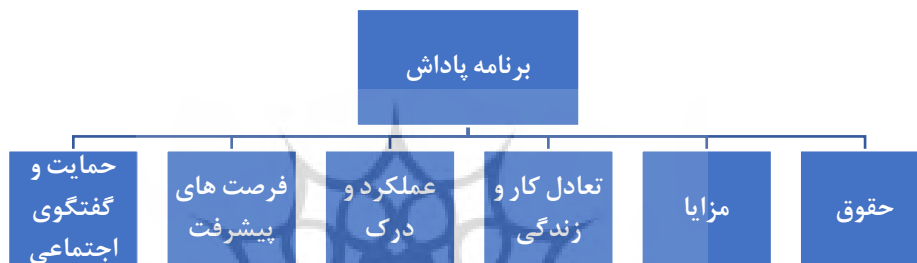 برنامه پاداش
حقوق
مزایا
تعادل کار و
زندگی
عملکرد و
درک
فرصت های
پیشرفت
حمایت و
گفتگوی
اجتماعی